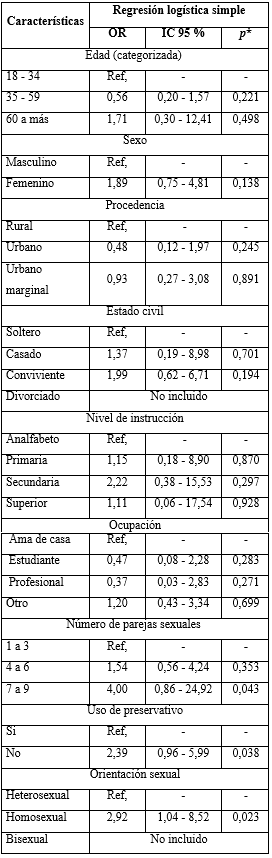 Características Regresión logística simple
OR IC 95 % p*
Edad (categorizada)
18 - 34 Ref, - -
35 - 59 0,56 0,20 - 1,57 0,221
60 a más 1,71 0,30 - 12,41 0,498
Sexo
Masculino Ref, - -
Femenino 1,89 0,75 - 4,81 0,138
Procedencia
Rural Ref, - -
Urbano 0,48 0,12 - 1,97 0,245
Urbano marginal 0,93 0,27 - 3,08 0,891
Estado civil
Soltero Ref, - -
Casado 1,37 0,19 - 8,98 0,701
Conviviente 1,99 0,62 - 6,71 0,194
Divorciado No incluido
Nivel de instrucción
Analfabeto Ref, - -
Primaria 1,15 0,18 - 8,90 0,870
Secundaria 2,22 0,38 - 15,53 0,297
Superior 1,11 0,06 - 17,54 0,928
Ocupación
Ama de casa Ref, - -
Estudiante 0,47 0,08 - 2,28 0,283
Profesional 0,37 0,03 - 2,83 0,271
Otro 1,20 0,43 - 3,34 0,699
Número de parejas sexuales
1 a 3 Ref, - -
4 a 6 1,54 0,56 - 4,24 0,353
7 a 9 4,00 0,86 - 24,92 0,043
Uso de preservativo
Si Ref, - -
No 2,39 0,96 - 5,99 0,038
Orientación sexual
Heterosexual Ref, - -
Homosexual 2,92 1,04 - 8,52 0,023
Bisexual No incluido